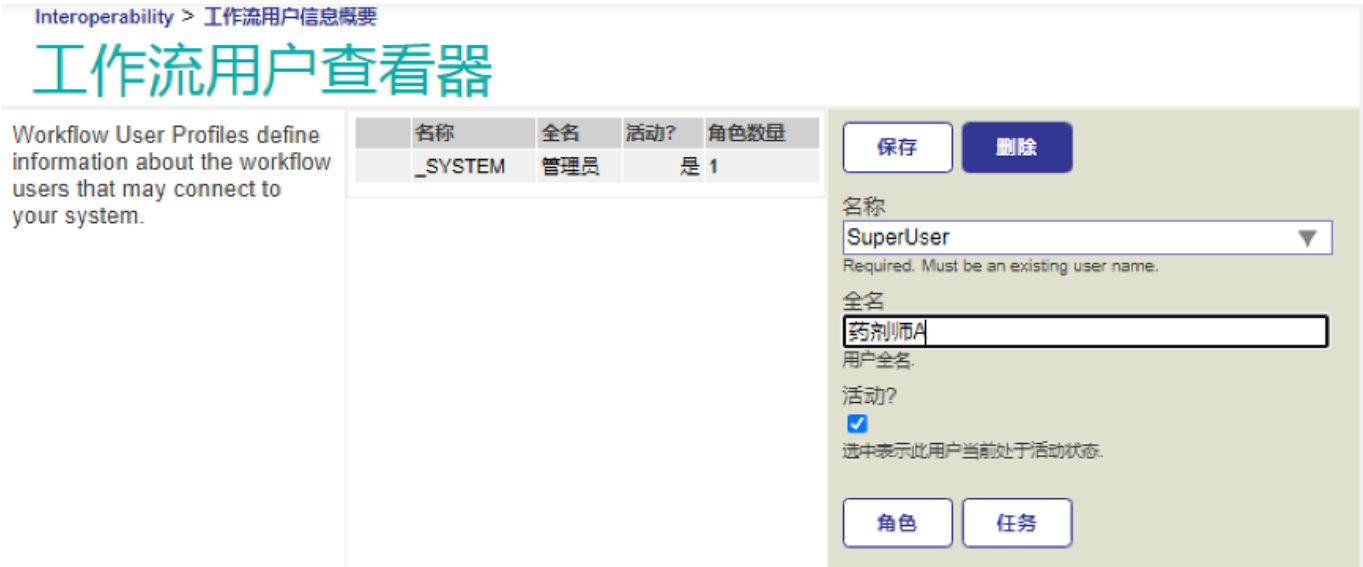 Interoperability > 工作流用户信息概要
工作流用户查看器
Workflow User Profiles define
information about the workflow
users that may connect to
your system.
名称 全名 活动? 角色数量
_SYSTEM 管理员 是 1
保存 删除
名称
SuperUser
Required. Must be an existing user name.
全名
药剂师A
用户全名.
活动?
选中表示此用户当前处于活动状态.
角色 任务